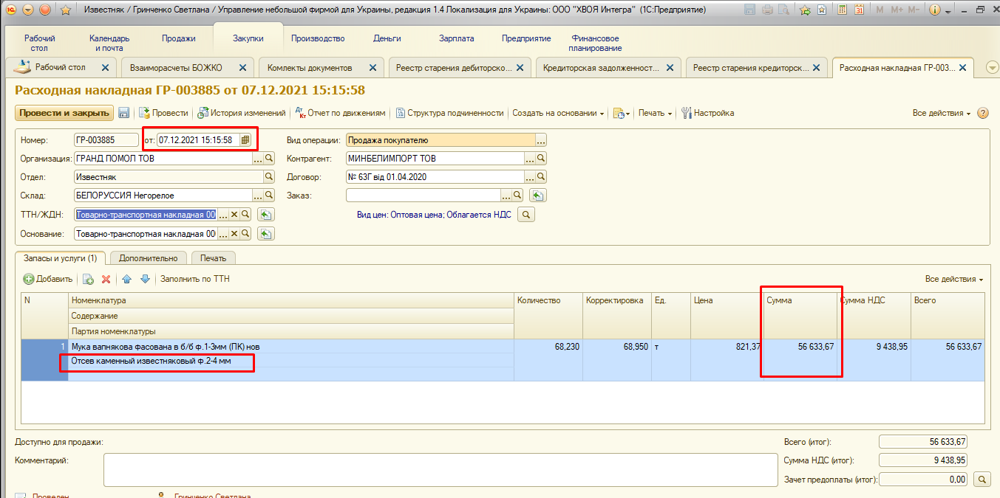 Известняк / Гринченко Светлана / Управление небольшой фирмой для Украины, редакция 1.4 Локализация для Украины: ООО "ХВОЯ Интегра" (1С:Предприятие)
M M+ M-
Рабочий стол
Календарь и почта
Продажи
Закупки
Производство
Деньги
Зарплата
Предприятие
Финансовое планирование
Рабочий стол
Взаиморасчеты БОЖКО
Комлекты документов
Реестр старения дебиторско...
Кредиторская задолженност...
Реестр старения кредиторск...
Расходная накладная ГР-003...
Расходная накладная ГР-003885 от 07.12.2021 15:15:58
Провести и закрыть
Провести
История изменений
Отчет по движениям
Структура подчиненности
Создать на основании
Печать
Настройка
Все действия
Номер: ГР-003885 от: 07.12.2021 15:15:58 Вид операции: Продажа покупателю
Организация: ГРАНД ПОМОЛ ТОВ Контрагент: МИНБЕЛИМПОРТ ТОВ
Отдел: Известняк Договор: № 63Г від 01.04.2020
Склад: БЕЛОРУССИЯ Негорелое Заказ:
ТТН/ЖДН: Товарно-транспортная накладная 00 Вид цен: Оптовая цена; Облагается НДС
Основание: Товарно-транспортная накладная 00
Запасы и услуги (1) Дополнительно Печать
Добавить Заполнить по ТТН Все действия
N Номенклатура Количество Корректировка Ед. Цена Сумма Сумма НДС Всего
Содержание
Партия номенклатуры
1 Мука вапнякова фасована в б/б ф.1-3мм (ПК) нов 68,230 68,950 т 821,37 56 633,67 9 438,95 56 633,67
Отсев каменный известняковый ф.2-4 мм
Доступно для продажи: Всего (итог): 56 633,67
Комментарий: Сумма НДС (итог): 9 438,95
Зачет предоплаты (итог): 0,00
Проведен Гринченко Светлана